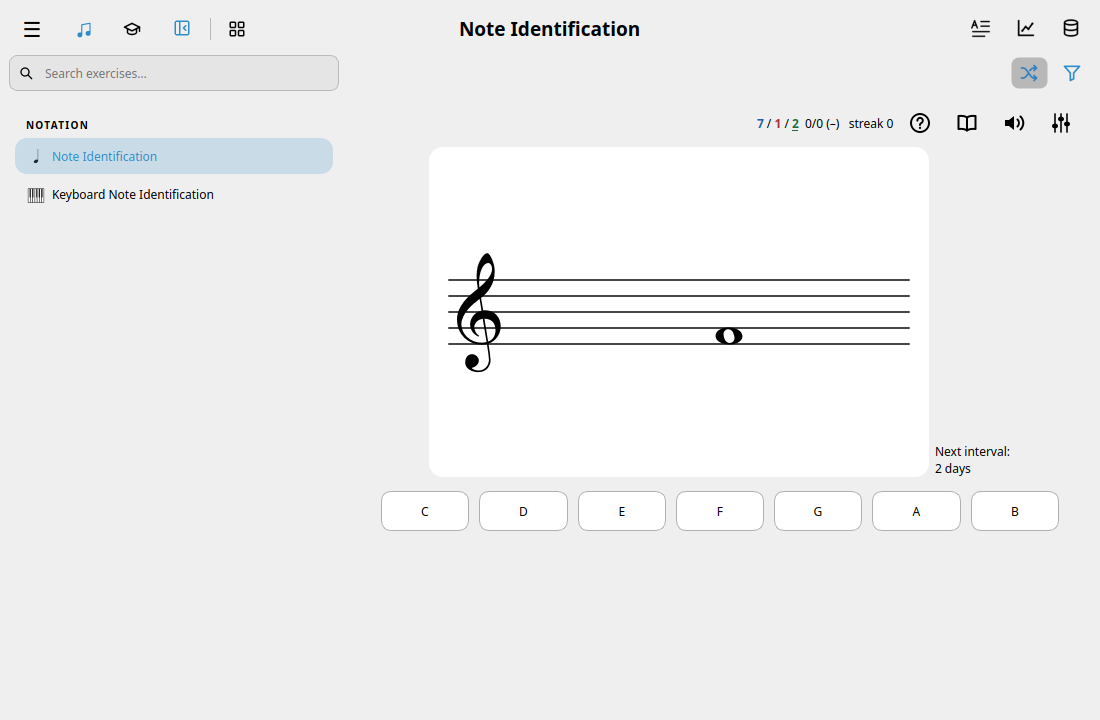 Note Identification
Search exercises...
NOTATION
7 / 1 / 2 0/0 (–) streak 0
Note Identification
Keyboard Note Identification
Next interval:
2 days
C D E F G A B